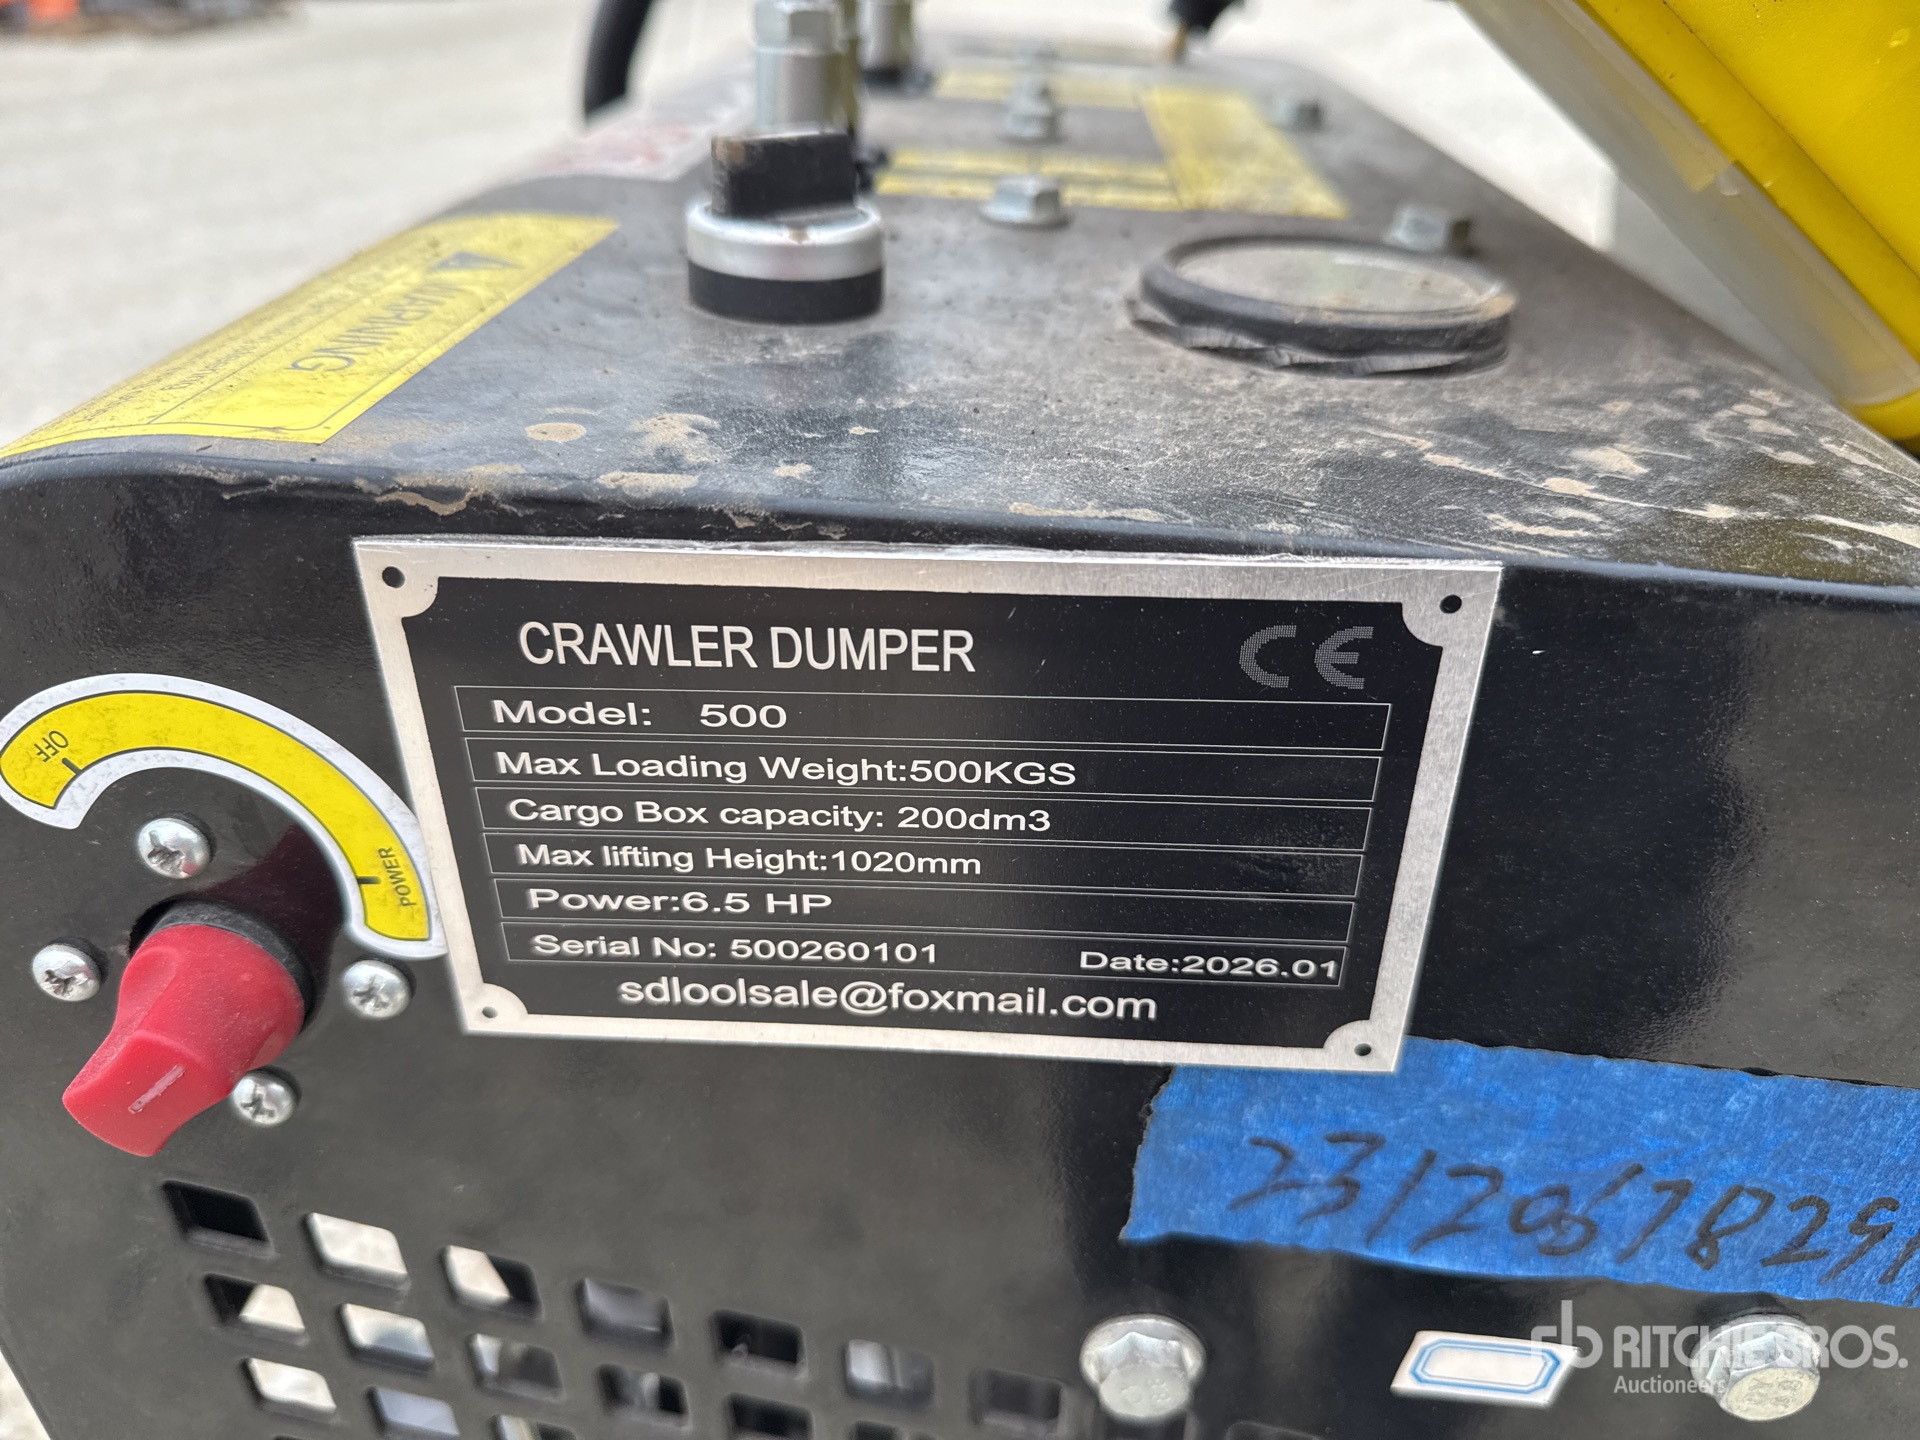 WARNING
OFF
POWER
CRAWLER DUMPER
CE
Model: 500
Max Loading Weight:500KGS
Cargo Box capacity: 200dm3
Max lifting Height:1020mm
Power:6.5 HP
Serial No: 500260101 Date:2026.01
sdloolsale@foxmail.com
rb RITCHIE BROS.
Auctioneers